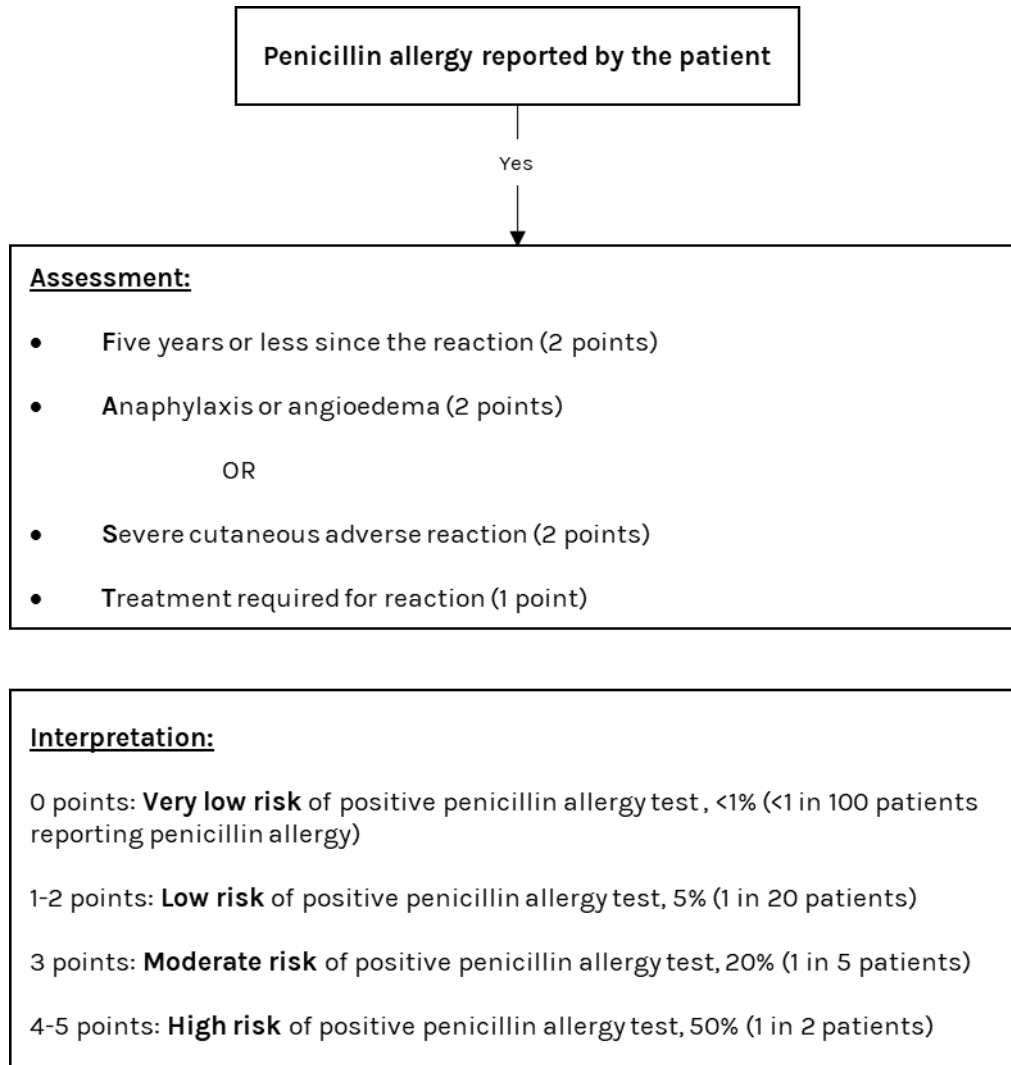 Penicillin allergy reported by the patient
Yes
Assessment:
● Five years or less since the reaction (2 points)
● Anaphylaxis or angioedema (2 points)
OR
● Severe cutaneous adverse reaction (2 points)
● Treatment required for reaction (1 point)
Interpretation:
0 points: Very low risk of positive penicillin allergy test , <1% (<1 in 100 patients
reporting penicillin allergy)
1-2 points: Low risk of positive penicillin allergy test, 5% (1 in 20 patients)
3 points: Moderate risk of positive penicillin allergy test, 20% (1 in 5 patients)
4-5 points: High risk of positive penicillin allergy test, 50% (1 in 2 patients)